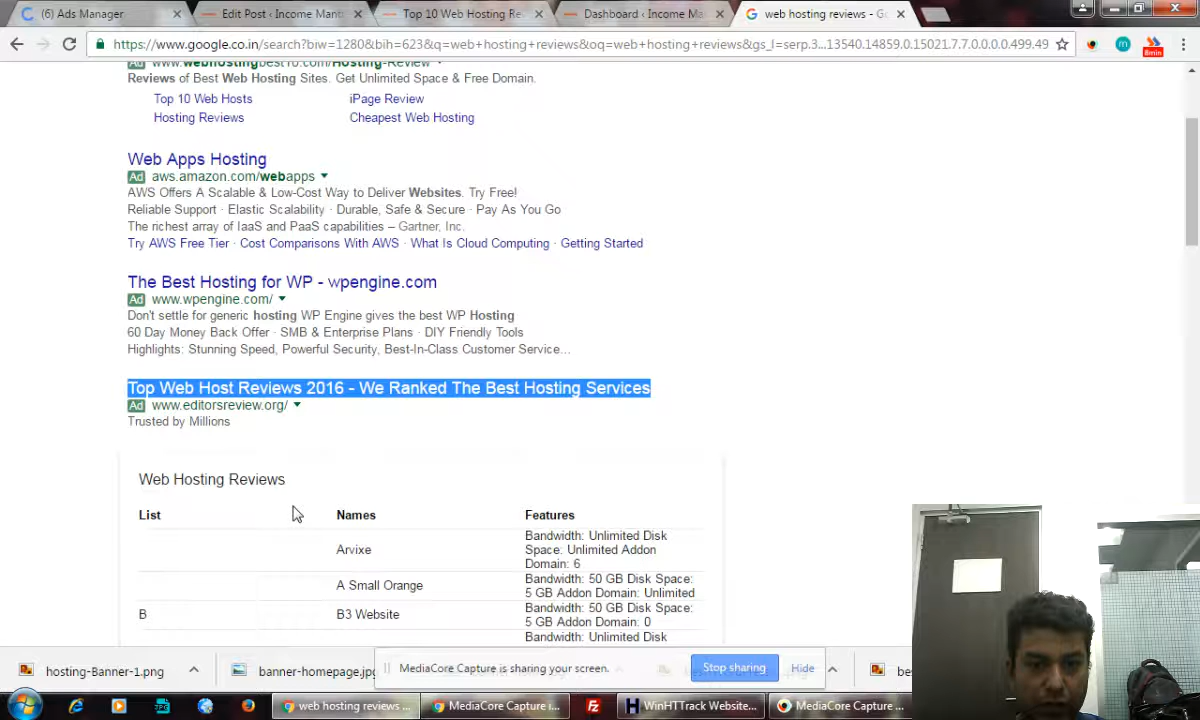 (6) Ads Manager
Edit Post ‹ Income Mant
Top 10 Web Hosting Re
Dashboard ‹ Income Ma
web hosting reviews - Go
https://www.google.co.in/search?biw=1280&bih=623&q=web+hosting+reviews&oq=web+hosting+reviews&gs_l=serp.3...13540.14859.0.15021.7.7.0.0.0.0.499.49
m
8min
Ad www.webhostingbest10.com/Hosting-Review
Reviews of Best Web Hosting Sites. Get Unlimited Space & Free Domain.
Top 10 Web Hosts iPage Review
Hosting Reviews Cheapest Web Hosting
Web Apps Hosting
Ad aws.amazon.com/webapps
AWS Offers A Scalable & Low-Cost Way to Deliver Websites. Try Free!
Reliable Support · Elastic Scalability · Durable, Safe & Secure · Pay As You Go
The richest array of IaaS and PaaS capabilities – Gartner, Inc.
Try AWS Free Tier · Cost Comparisons With AWS · What Is Cloud Computing · Getting Started
The Best Hosting for WP - wpengine.com
Ad www.wpengine.com/
Don't settle for generic hosting WP Engine gives the best WP Hosting
60 Day Money Back Offer · SMB & Enterprise Plans · DIY Friendly Tools
Highlights: Stunning Speed, Powerful Security, Best-In-Class Customer Service...
Top Web Host Reviews 2016 - We Ranked The Best Hosting Services
Ad www.editorsreview.org/
Trusted by Millions
Web Hosting Reviews
List Names Features
Arvixe Bandwidth: Unlimited Disk
Space: Unlimited Addon
Domain: 6
A Small Orange Bandwidth: 50 GB Disk Space:
5 GB Addon Domain: Unlimited
B B3 Website Bandwidth: 50 GB Disk Space:
5 GB Addon Domain: 0
Bandwidth: Unlimited Disk
hosting-Banner-1.png
banner-homepage.jpg
MediaCore Capture is sharing your screen.
Stop sharing
Hide
web hosting reviews ...
MediaCore Capture i...
WinHTTrack Website...
MediaCore Capture ...